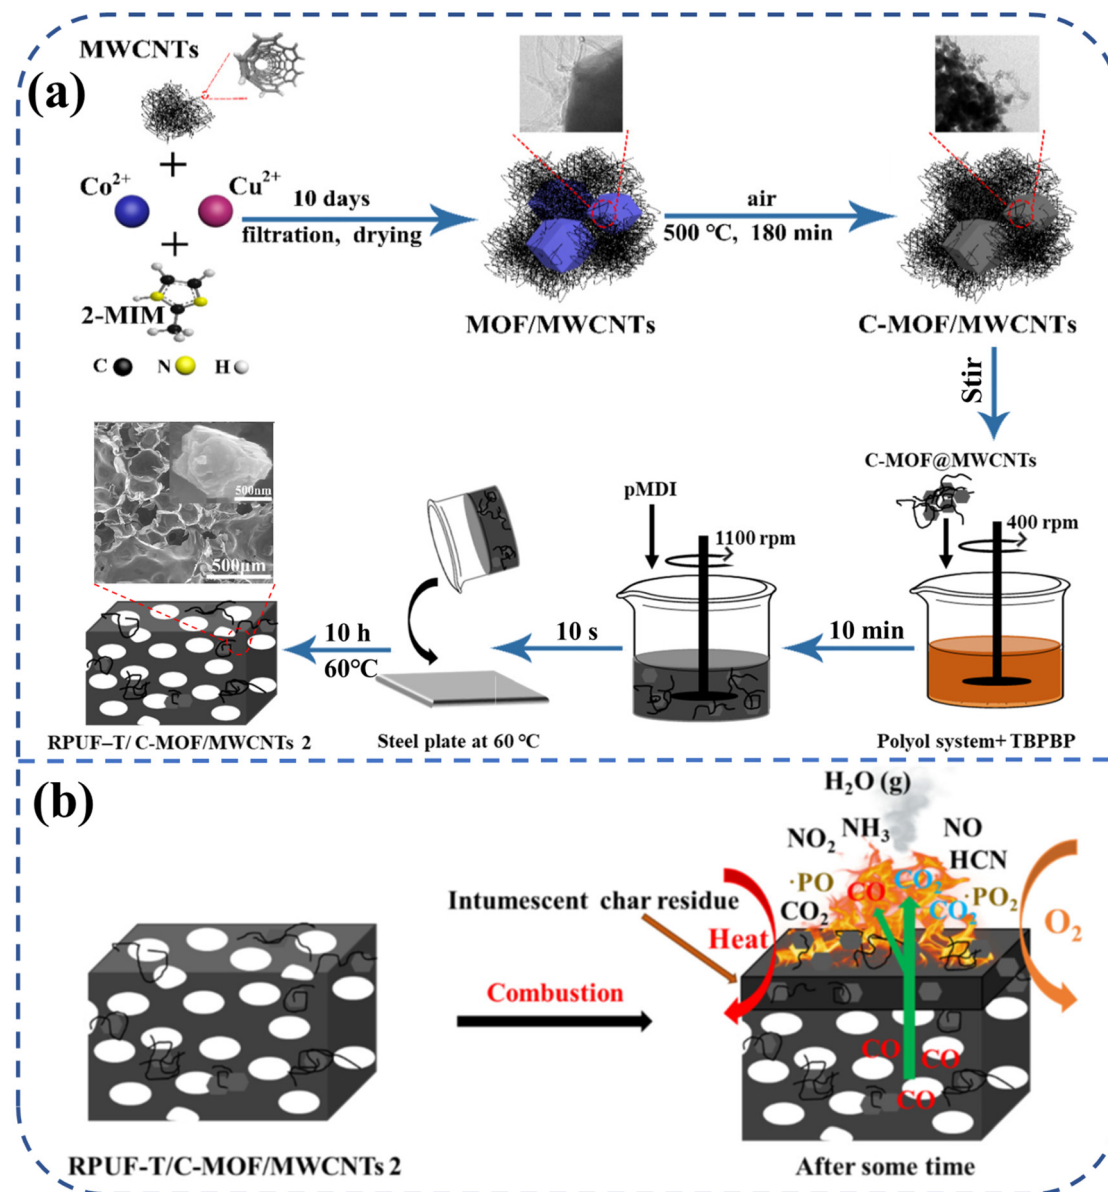 (a)
MWCNTs
+
Co2+
Cu2+
+
2-MIM
C N H
10 days
filtration, drying
MOF/MWCNTs
air
500 ℃, 180 min
C-MOF/MWCNTs
Stir
C-MOF@MWCNTs
400 rpm
Polyol system+ TBPBP
10 min
pMDI
1100 rpm
10 s
Steel plate at 60 ℃
10 h
60℃
500nm
500μm
RPUF–T/ C-MOF/MWCNTs 2
(b)
RPUF-T/C-MOF/MWCNTs 2
Combustion
Intumescent char residue
H2O (g)
NO2
NH3
NO
HCN
·PO
CO
CO2
·PO2
CO2
CO2
Heat
O2
CO
CO
CO
After some time